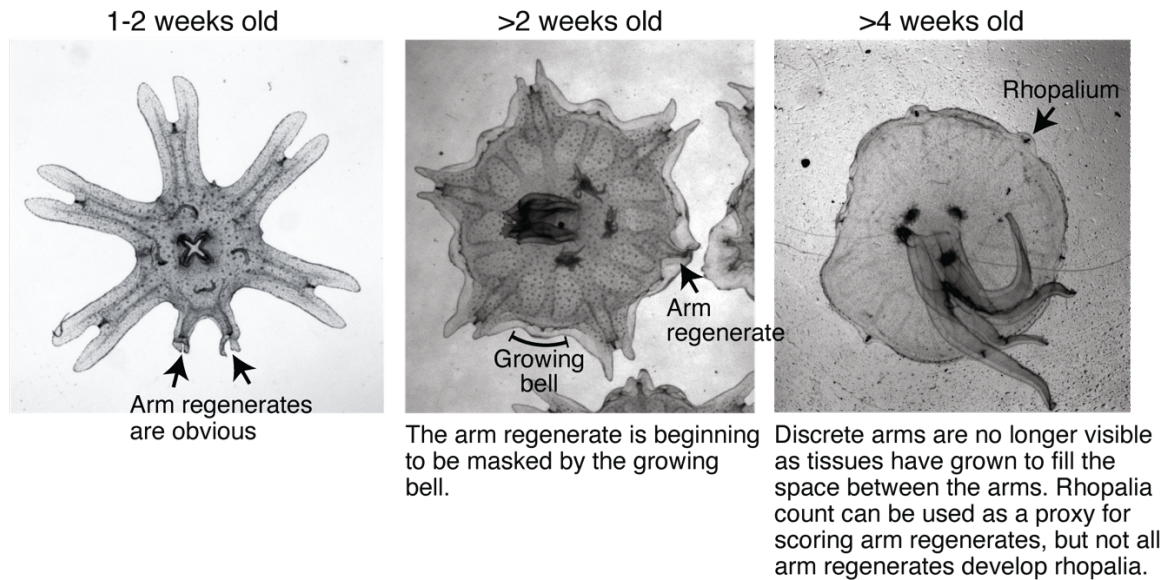 1-2 weeks old
>2 weeks old
>4 weeks old
Rhopalium
Arm
regenerate
Growing
bell
Arm regenerates
are obvious
The arm regenerate is beginning
to be masked by the growing
bell.
Discrete arms are no longer visible
as tissues have grown to fill the
space between the arms. Rhopalia
count can be used as a proxy for
scoring arm regenerates, but not all
arm regenerates develop rhopalia.